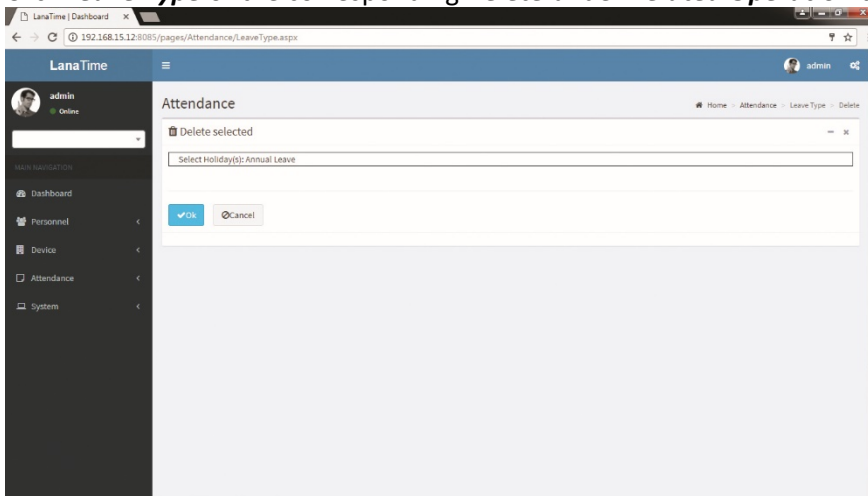 LanaTime | Dashboard
192.168.15.12:8085/pages/Attendance/LeaveType.aspx
LanaTime
admin
admin
Online
Attendance
Home > Attendance > Leave Type > Delete
Delete selected
Select Holiday(s): Annual Leave
MAIN NAVIGATION
Dashboard
Ok
Cancel
Personnel
Device
Attendance
System